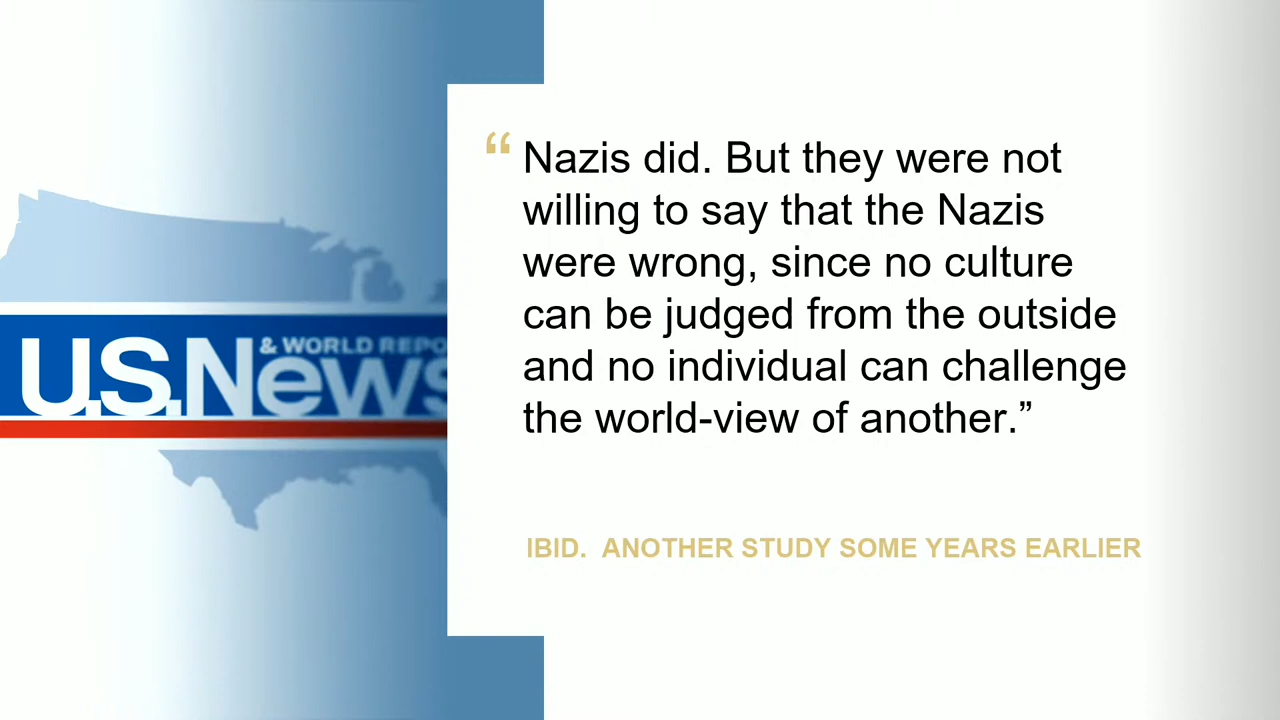 & WORLD REPO
U.S.News
“Nazis did. But they were not
willing to say that the Nazis
were wrong, since no culture
can be judged from the outside
and no individual can challenge
the world-view of another.”
IBID.  ANOTHER STUDY SOME YEARS EARLIER